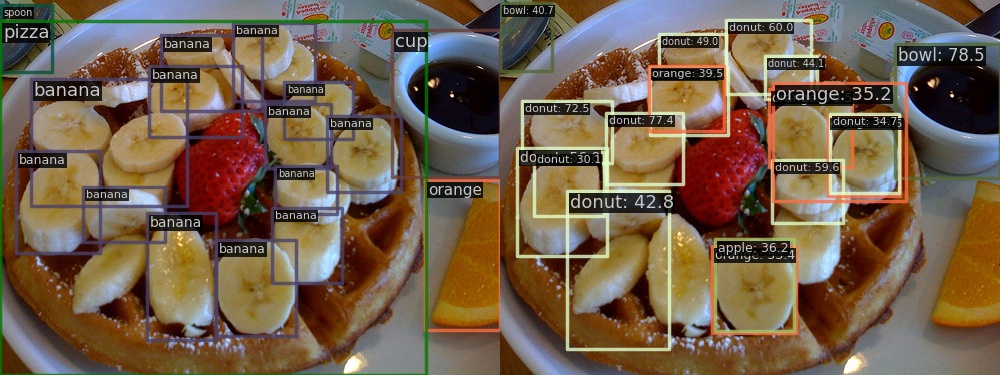 spoon
pizza
banana
banana
cup
banana
banana
banana
banana
banana
banana
banana
banana
banana
banana
orange
bowl: 40.7
donut: 60.0
donut: 49.0
bowl: 78.5
donut: 44.1
orange: 39.5
orange: 35.2
donut: 72.5
donut: 77.4
donut: 34.7
donut: 30.1
donut: 59.6
donut: 42.8
apple: 36.2